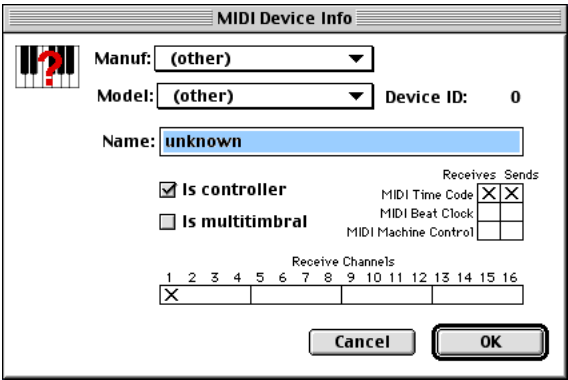 MIDI Device Info
Manuf: (other)
Model: (other) Device ID: 0
Name: unknown
Is controller
Is multitimbral
Receives Sends
MIDI Time Code
MIDI Beat Clock
MIDI Machine Control
Receive Channels
1 2 3 4 5 6 7 8 9 10 11 12 13 14 15 16
Cancel OK